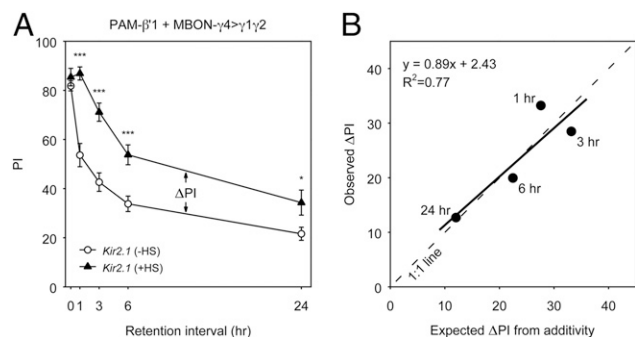 A
PAM-β'1 + MBON-γ4>γ1γ2
100
80
60
40
20
0
PI
***
***
***
*
ΔPI
Kir2.1 (-HS)
Kir2.1 (+HS)
0 1 3 6 24
Retention interval (hr)
B
y = 0.89x + 2.43
R²=0.77
40
30
20
10
0
Observed ΔPI
1 hr
3 hr
6 hr
24 hr
1:1 line
0 10 20 30 40
Expected ΔPI from additivity